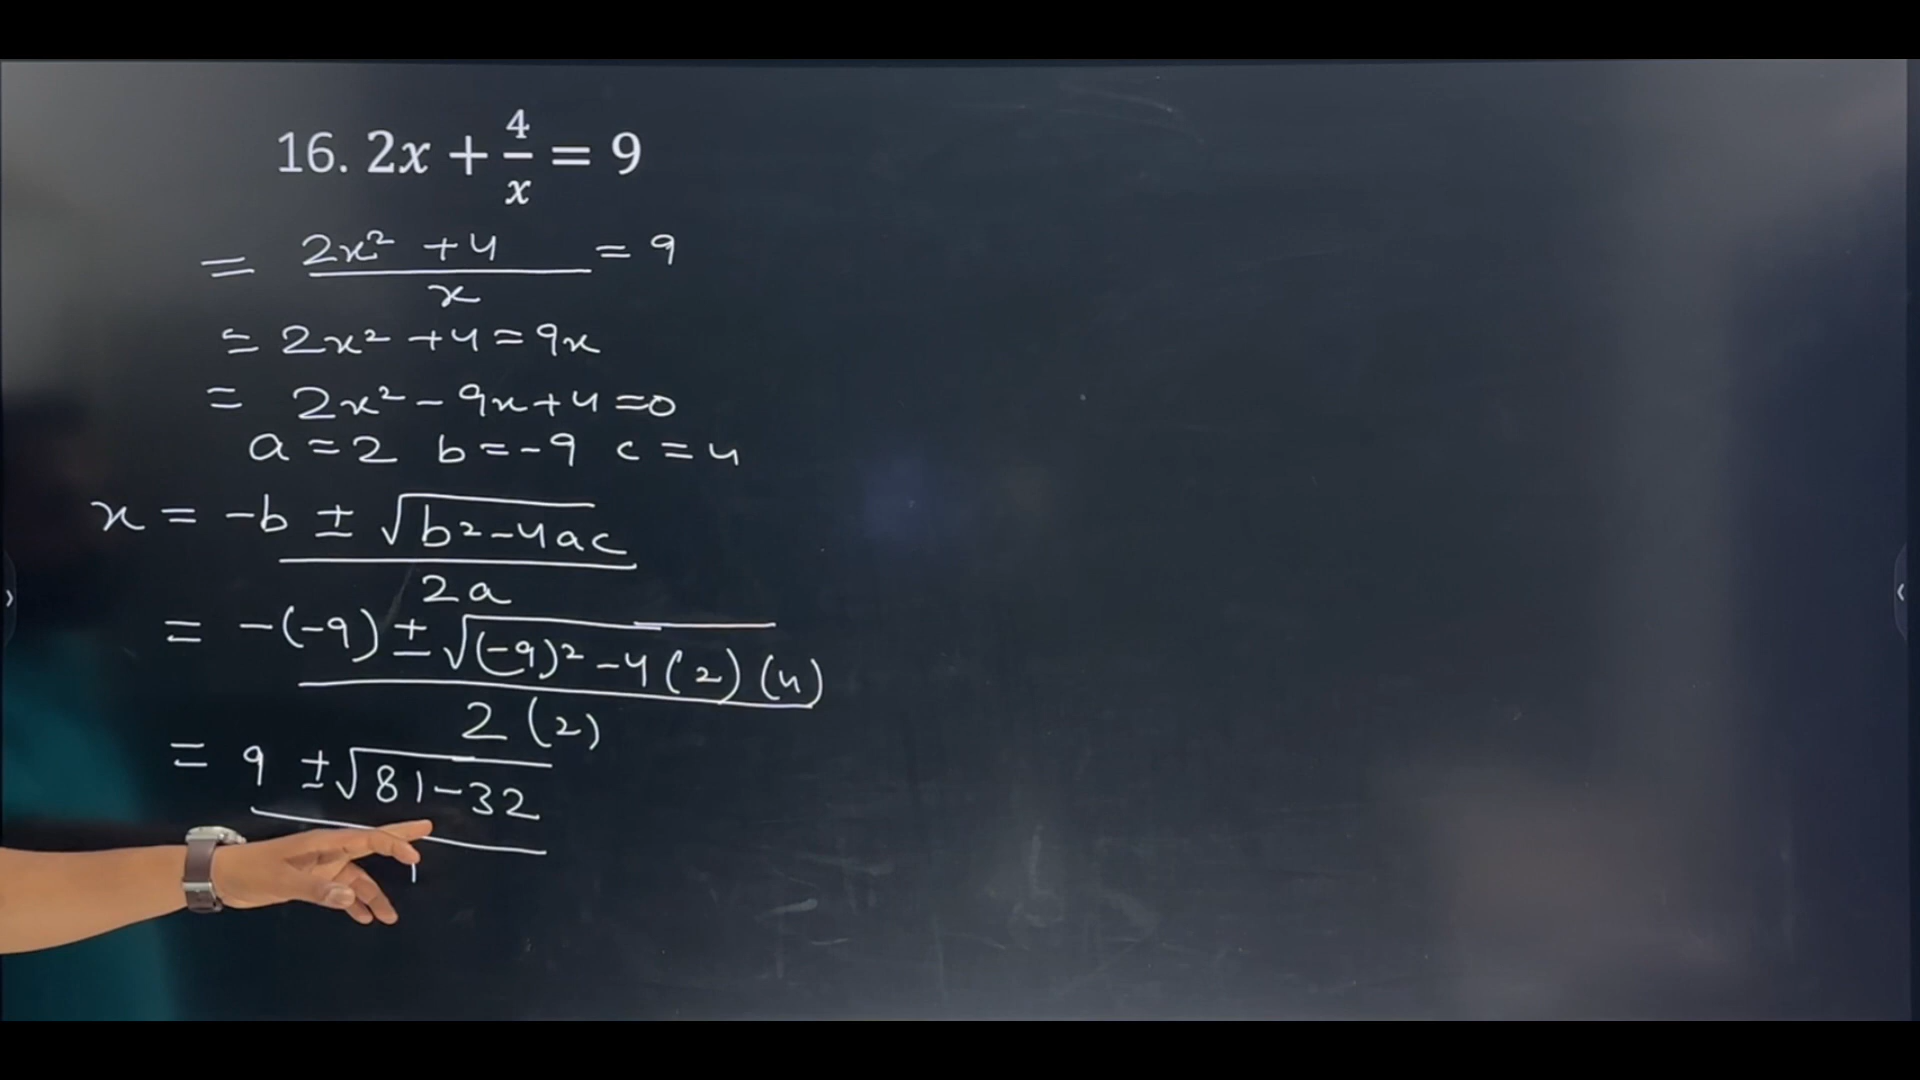 16. 2x + 4/x = 9
= (2x² + 4)/x = 9
= 2x² + 4 = 9x
= 2x² - 9x + 4 = 0
a = 2 b = -9 c = 4
x = -b ± √(b² - 4ac) / 2a
= -(-9) ± √((-9)² - 4(2)(4)) / 2(2)
= 9 ± √(81 - 32)